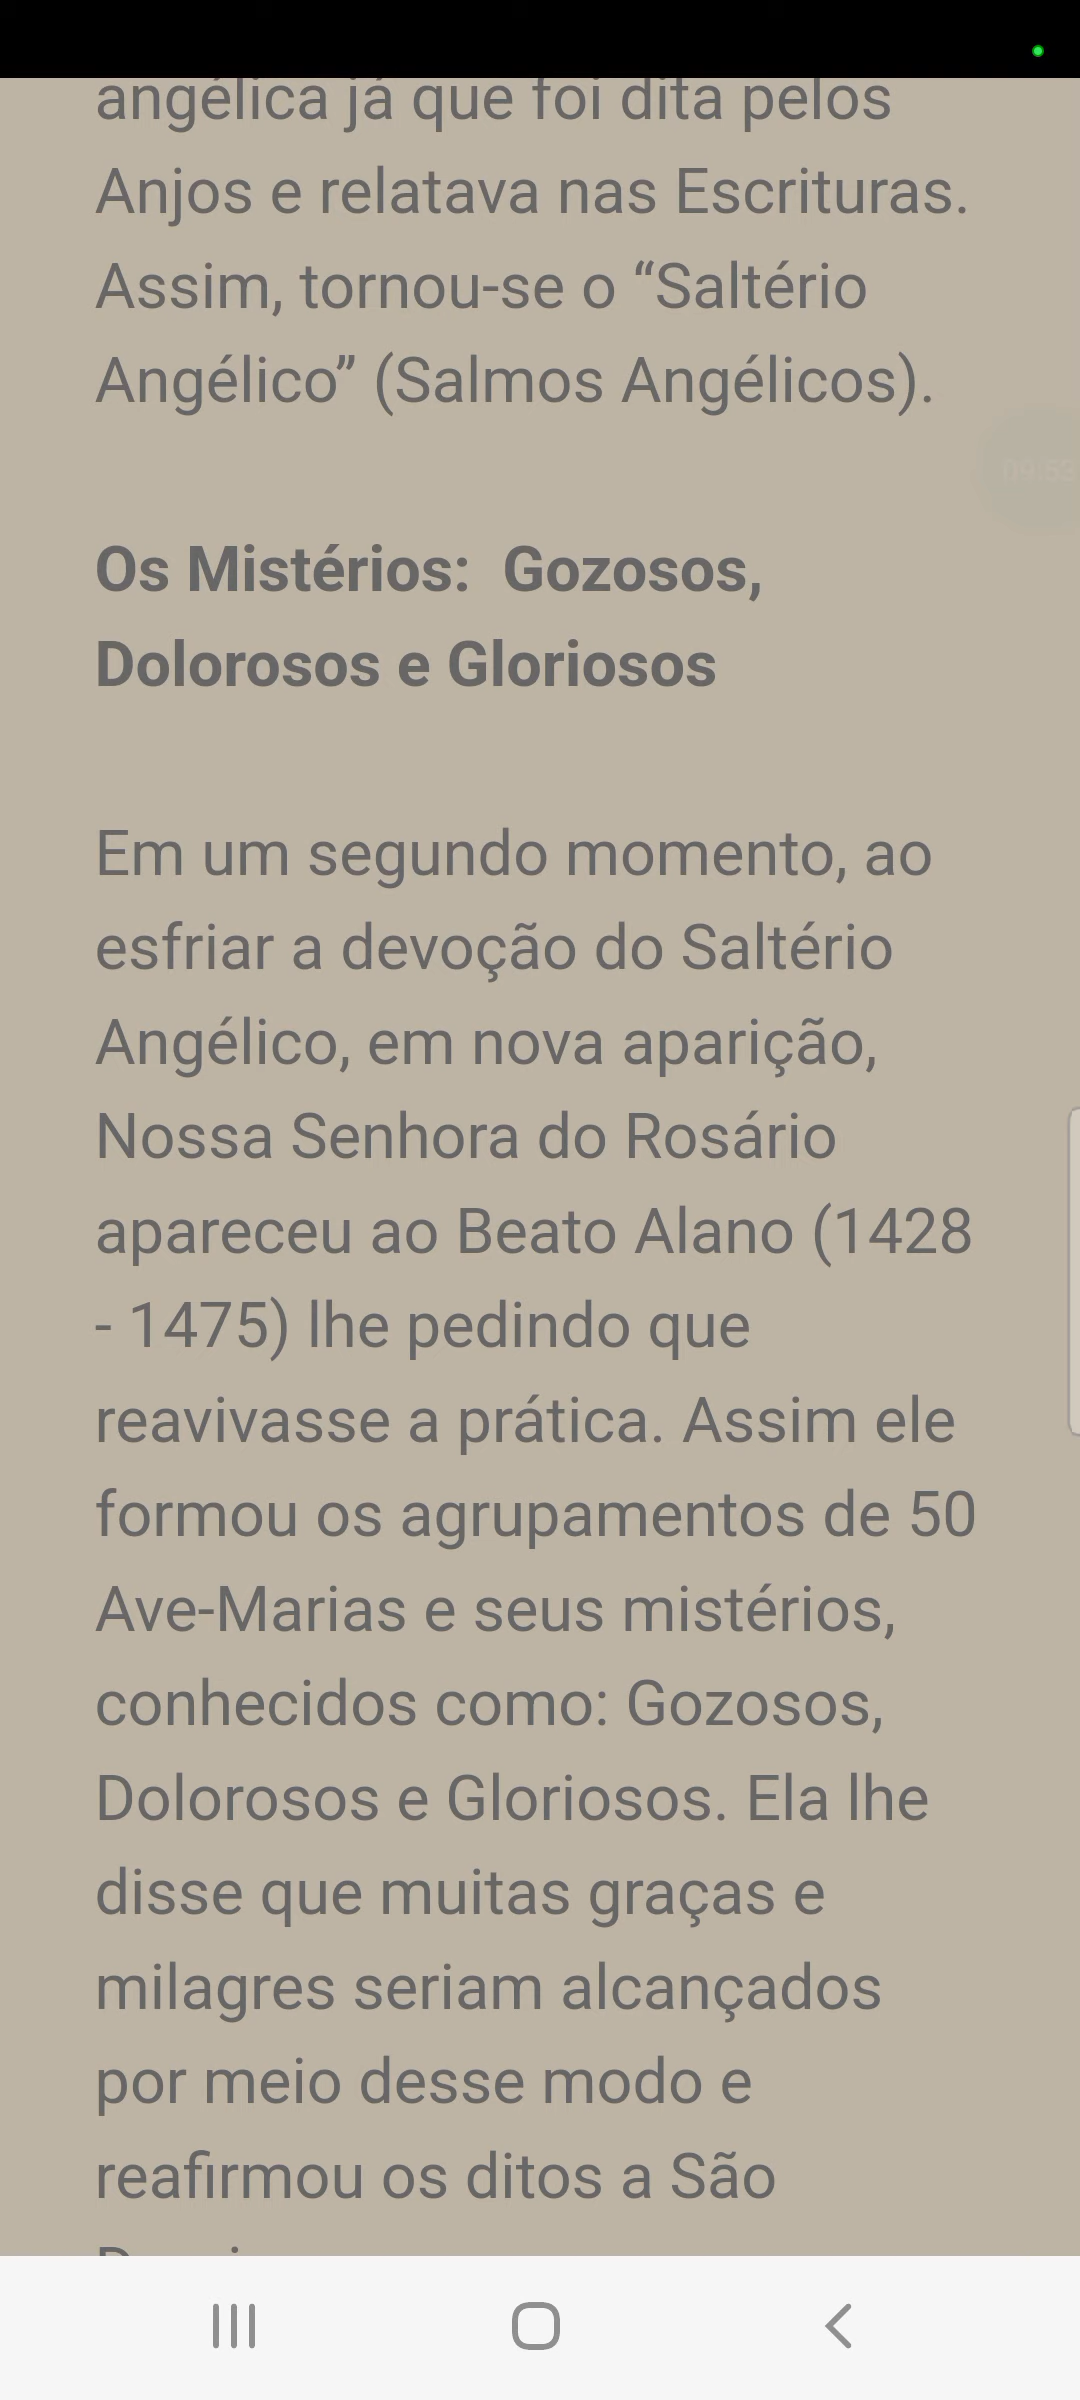 angélica já que foi dita pelos
Anjos e relatava nas Escrituras.
Assim, tornou-se o “Saltério
Angélico” (Salmos Angélicos).
09:53
Os Mistérios:  Gozosos,
Dolorosos e Gloriosos
Em um segundo momento, ao
esfriar a devoção do Saltério
Angélico, em nova aparição,
Nossa Senhora do Rosário
apareceu ao Beato Alano (1428
- 1475) lhe pedindo que
reavivasse a prática. Assim ele
formou os agrupamentos de 50
Ave-Marias e seus mistérios,
conhecidos como: Gozosos,
Dolorosos e Gloriosos. Ela lhe
disse que muitas graças e
milagres seriam alcançados
por meio desse modo e
reafirmou os ditos a São